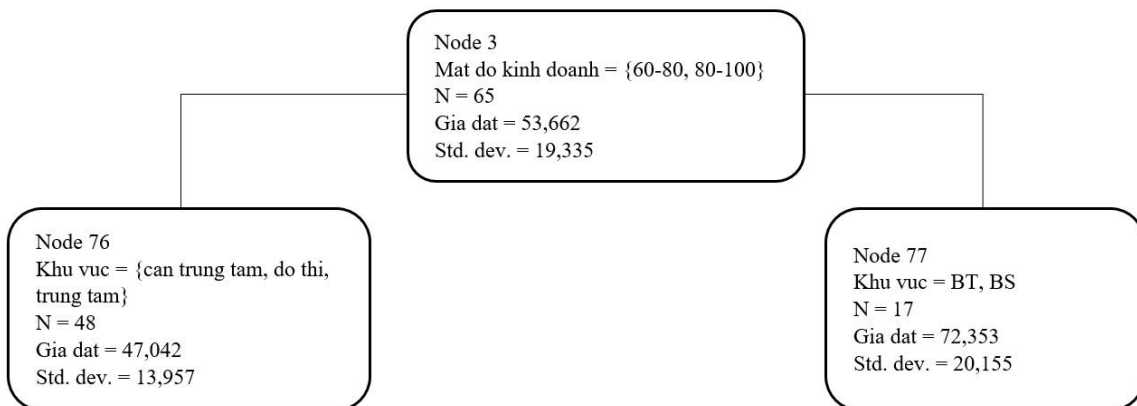 Node 3
Mat do kinh doanh = {60-80, 80-100}
N = 65
Gia dat = 53,662
Std. dev. = 19,335
Node 76
Khu vuc = {can trung tam, do thi,
trung tam}
N = 48
Gia dat = 47,042
Std. dev. = 13,957
Node 77
Khu vuc = BT, BS
N = 17
Gia dat = 72,353
Std. dev. = 20,155